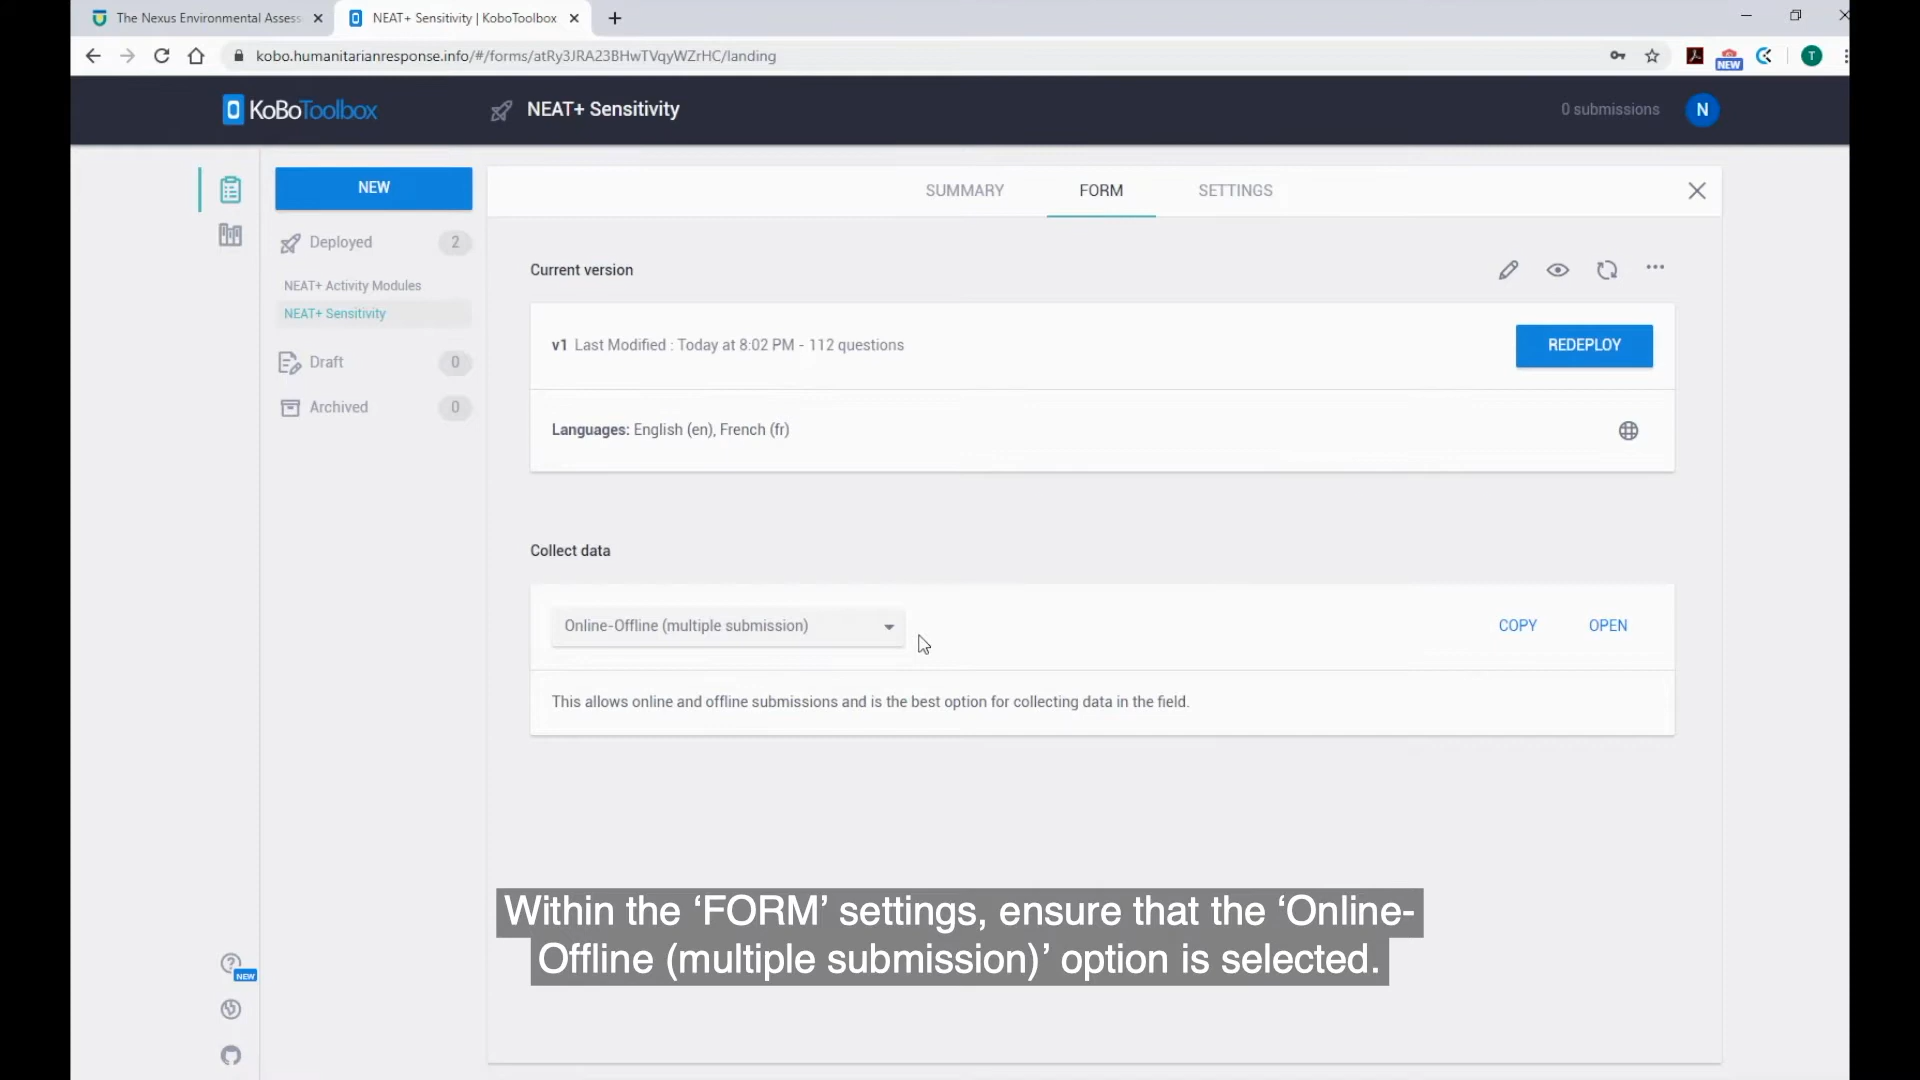 The Nexus Environmental Assess
NEAT+ Sensitivity | KoboToolbox
kobo.humanitarianresponse.info/#/forms/atRy3JRA23BHwTVqyWZrHC/landing
NEW
T
KoBoToolbox
NEAT+ Sensitivity
0 submissions
N
NEW
SUMMARY
FORM
SETTINGS
Deployed
2
NEAT+ Activity Modules
NEAT+ Sensitivity
Draft
0
Archived
0
Current version
v1 Last Modified : Today at 8:02 PM - 112 questions
REDEPLOY
Languages: English (en), French (fr)
Collect data
Online-Offline (multiple submission)
COPY
OPEN
This allows online and offline submissions and is the best option for collecting data in the field.
Within the ‘FORM’ settings, ensure that the ‘Online-
Offline (multiple submission)’ option is selected.
NEW